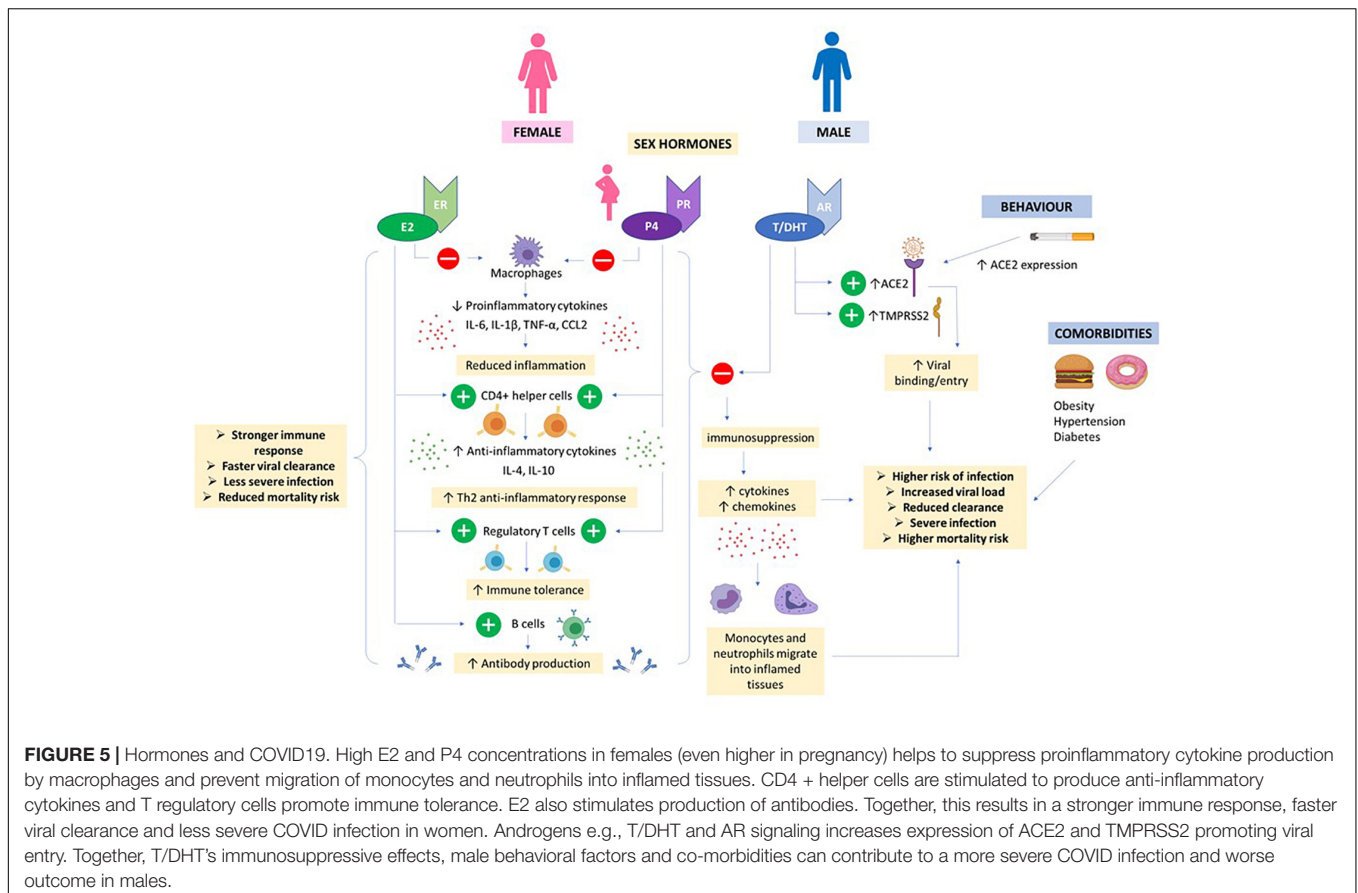 FEMALE
MALE
SEX HORMONES
ER
E2
PR
P4
AR
T/DHT
BEHAVIOUR
↑ ACE2 expression
Macrophages
↓ Proinflammatory cytokines
IL-6, IL-1β, TNF-α, CCL2
Reduced inflammation
CD4+ helper cells
↑ Anti-inflammatory cytokines
IL-4, IL-10
↑ Th2 anti-inflammatory response
Regulatory T cells
↑ Immune tolerance
B cells
↑ Antibody production
➢ Stronger immune
response
➢ Faster viral clearance
➢ Less severe infection
➢ Reduced mortality risk
↑ACE2
↑TMPRSS2
↑ Viral
binding/entry
COMORBIDITIES
Obesity
Hypertension
Diabetes
immunosuppression
↑ cytokines
↑ chemokines
Monocytes and
neutrophils migrate
into inflamed
tissues
➢ Higher risk of infection
➢ Increased viral load
➢ Reduced clearance
➢ Severe infection
➢ Higher mortality risk
FIGURE 5 | Hormones and COVID19. High E2 and P4 concentrations in females (even higher in pregnancy) helps to suppress proinflammatory cytokine production
by macrophages and prevent migration of monocytes and neutrophils into inflamed tissues. CD4 + helper cells are stimulated to produce anti-inflammatory
cytokines and T regulatory cells promote immune tolerance. E2 also stimulates production of antibodies. Together, this results in a stronger immune response, faster
viral clearance and less severe COVID infection in women. Androgens e.g., T/DHT and AR signaling increases expression of ACE2 and TMPRSS2 promoting viral
entry. Together, T/DHT's immunosuppressive effects, male behavioral factors and co-morbidities can contribute to a more severe COVID infection and worse
outcome in males.